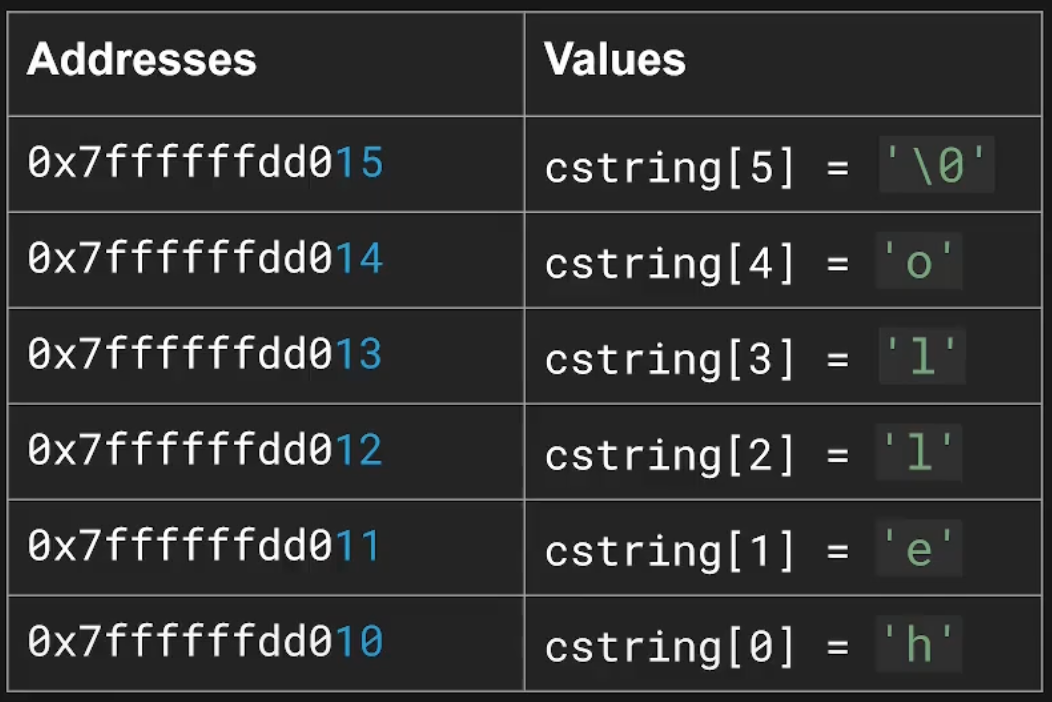 Addresses Values
0x7ffffffdd015 cstring[5] = '\0'
0x7ffffffdd014 cstring[4] = 'o'
0x7ffffffdd013 cstring[3] = 'l'
0x7ffffffdd012 cstring[2] = 'l'
0x7ffffffdd011 cstring[1] = 'e'
0x7ffffffdd010 cstring[0] = 'h'